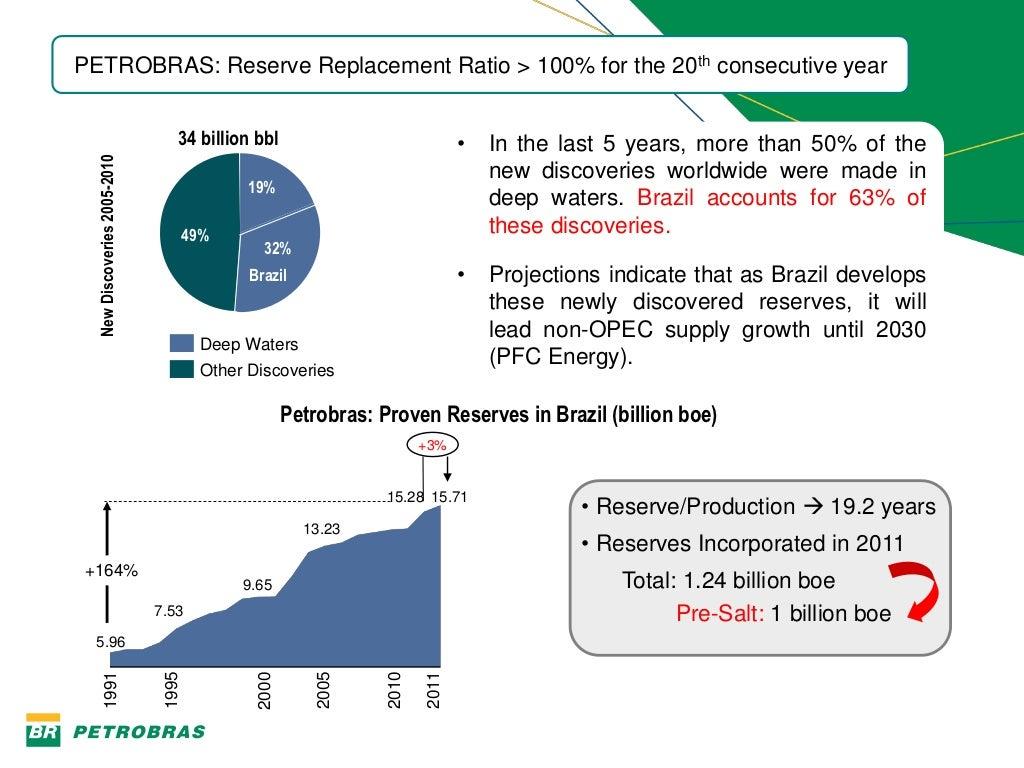 PETROBRAS: Reserve Replacement Ratio > 100% for the 20th consecutive year
34 billion bbl
New Discoveries 2005-2010
19%
49%
32%
Brazil
Deep Waters
Other Discoveries
• In the last 5 years, more than 50% of the
new discoveries worldwide were made in
deep waters. Brazil accounts for 63% of
these discoveries.
• Projections indicate that as Brazil develops
these newly discovered reserves, it will
lead non-OPEC supply growth until 2030
(PFC Energy).
Petrobras: Proven Reserves in Brazil (billion boe)
+3%
15.28 15.71
13.23
+164%
9.65
7.53
5.96
1991
1995
2000
2005
2010
2011
• Reserve/Production → 19.2 years
• Reserves Incorporated in 2011
Total: 1.24 billion boe
Pre-Salt: 1 billion boe
BR PETROBRAS